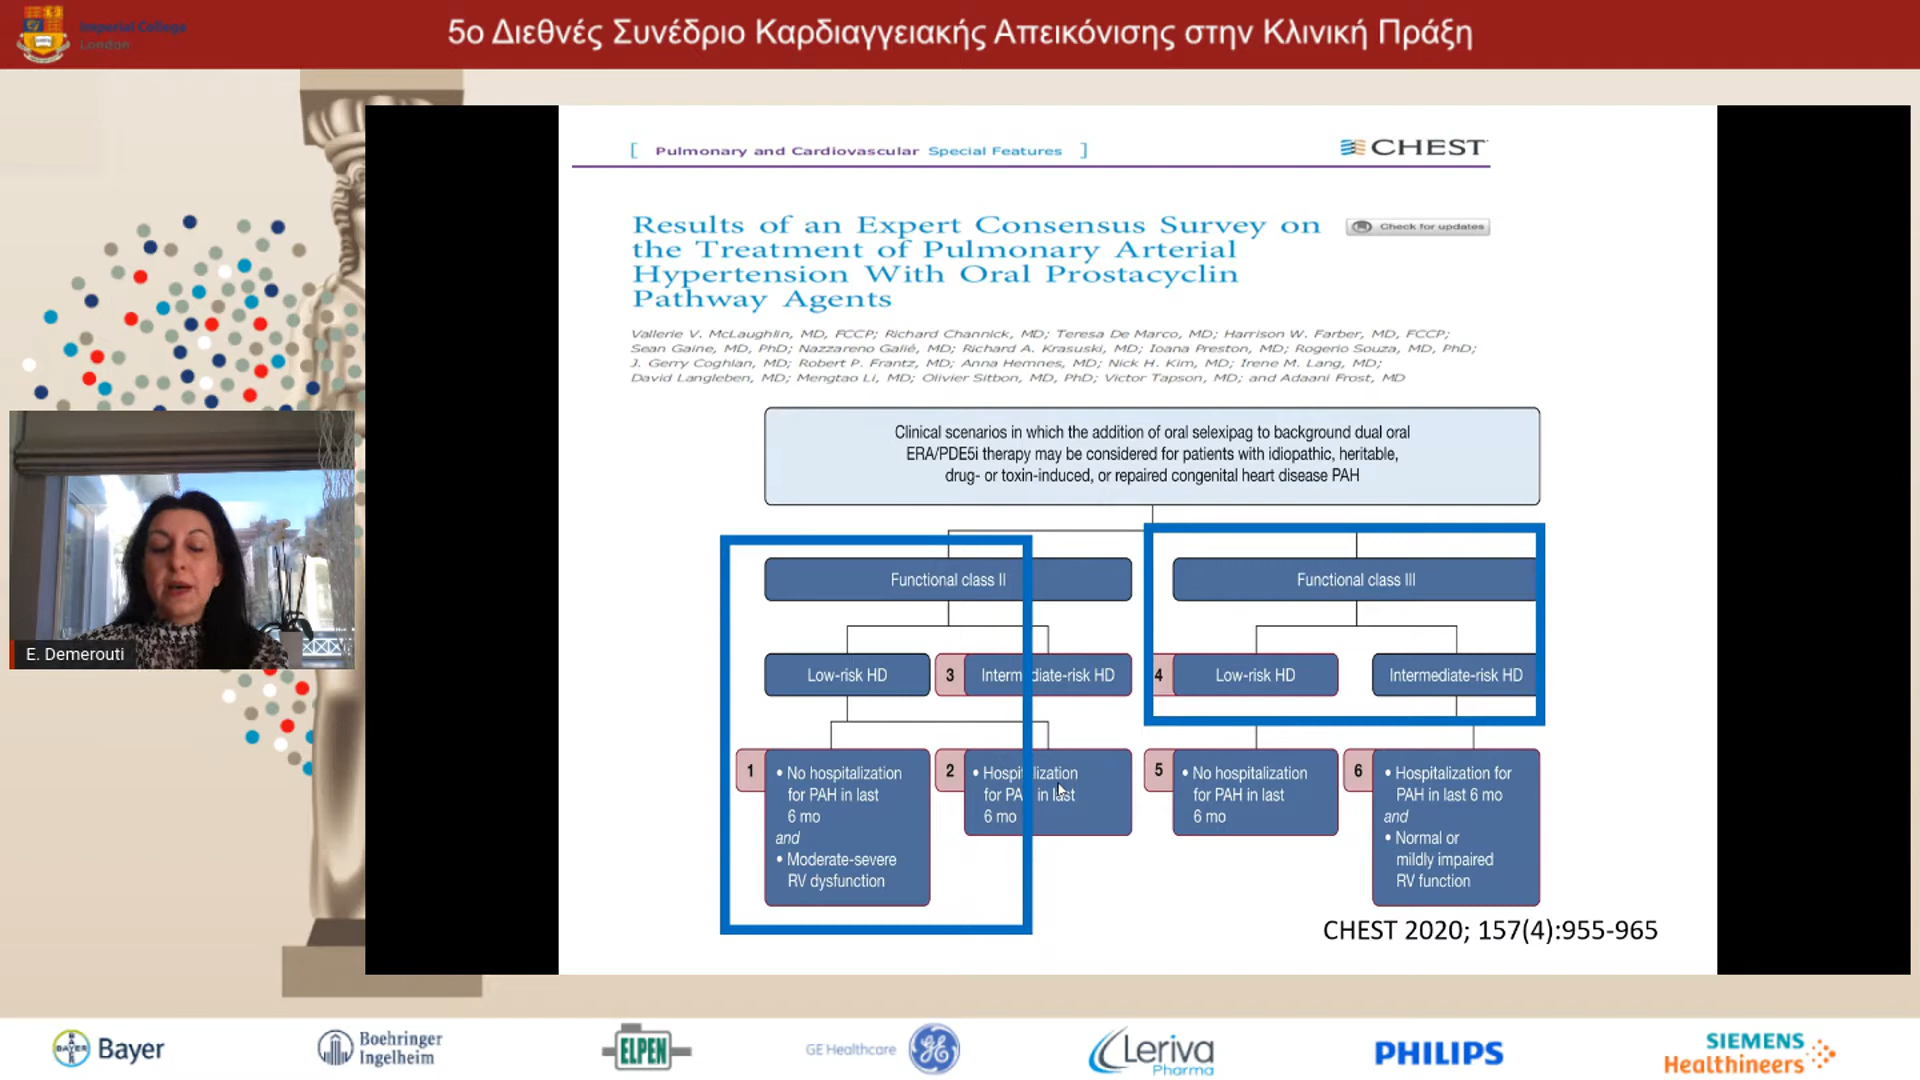 Imperial College
London
5ο Διεθνές Συνέδριο Καρδιαγγειακής Απεικόνισης στην Κλινική Πράξη
[ Pulmonary and Cardiovascular Special Features ]
CHEST
Results of an Expert Consensus Survey on
the Treatment of Pulmonary Arterial
Hypertension With Oral Prostacyclin
Pathway Agents
Check for updates
Vallerie V. McLaughlin, MD, FCCP; Richard Channick, MD; Teresa De Marco, MD; Harrison W. Farber, MD, FCCP;
Sean Gaine, MD, PhD; Nazzareno Galiè, MD; Richard A. Krasuski, MD; Ioana Preston, MD; Rogerio Souza, MD, PhD;
J. Gerry Coghlan, MD; Robert P. Frantz, MD; Anna Hemnes, MD; Nick H. Kim, MD; Irene M. Lang, MD;
David Langleben, MD; Mengtao Li, MD; Olivier Sitbon, MD, PhD; Victor Tapson, MD; and Adaani Frost, MD
Clinical scenarios in which the addition of oral selexipag to background dual oral
ERA/PDE5i therapy may be considered for patients with idiopathic, heritable,
drug- or toxin-induced, or repaired congenital heart disease PAH
Functional class II
Functional class III
Low-risk HD
3 Intermediate-risk HD
4 Low-risk HD
Intermediate-risk HD
1
• No hospitalization
for PAH in last
6 mo
and
• Moderate-severe
RV dysfunction
2
• Hospitalization
for PAH in last
6 mo
5
• No hospitalization
for PAH in last
6 mo
6
• Hospitalization for
PAH in last 6 mo
and
• Normal or
mildly impaired
RV function
CHEST 2020; 157(4):955-965
E. Demerouti
BAYER
Bayer
Boehringer
Ingelheim
ELPEN
GE Healthcare
Leriva
Pharma
PHILIPS
SIEMENS
Healthineers